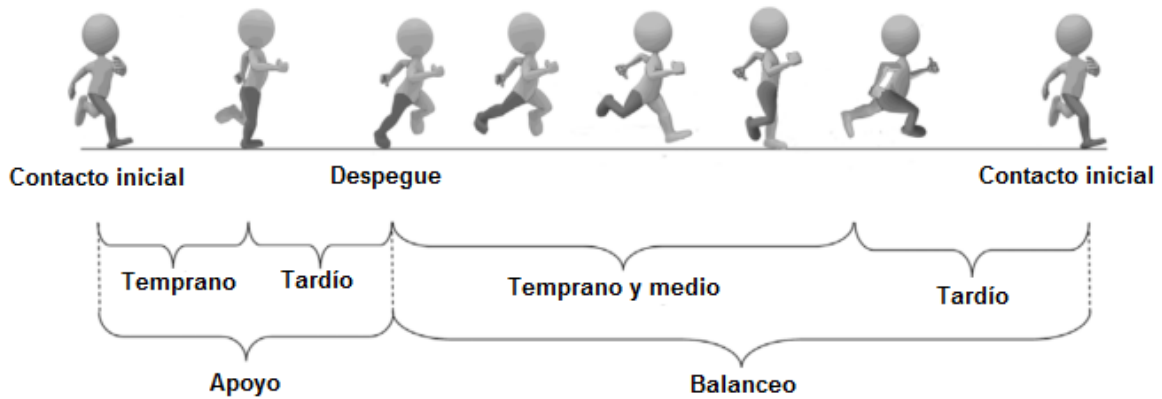 Contacto inicial
Despegue
Contacto inicial
Temprano
Tardío
Temprano y medio
Tardío
Apoyo
Balanceo